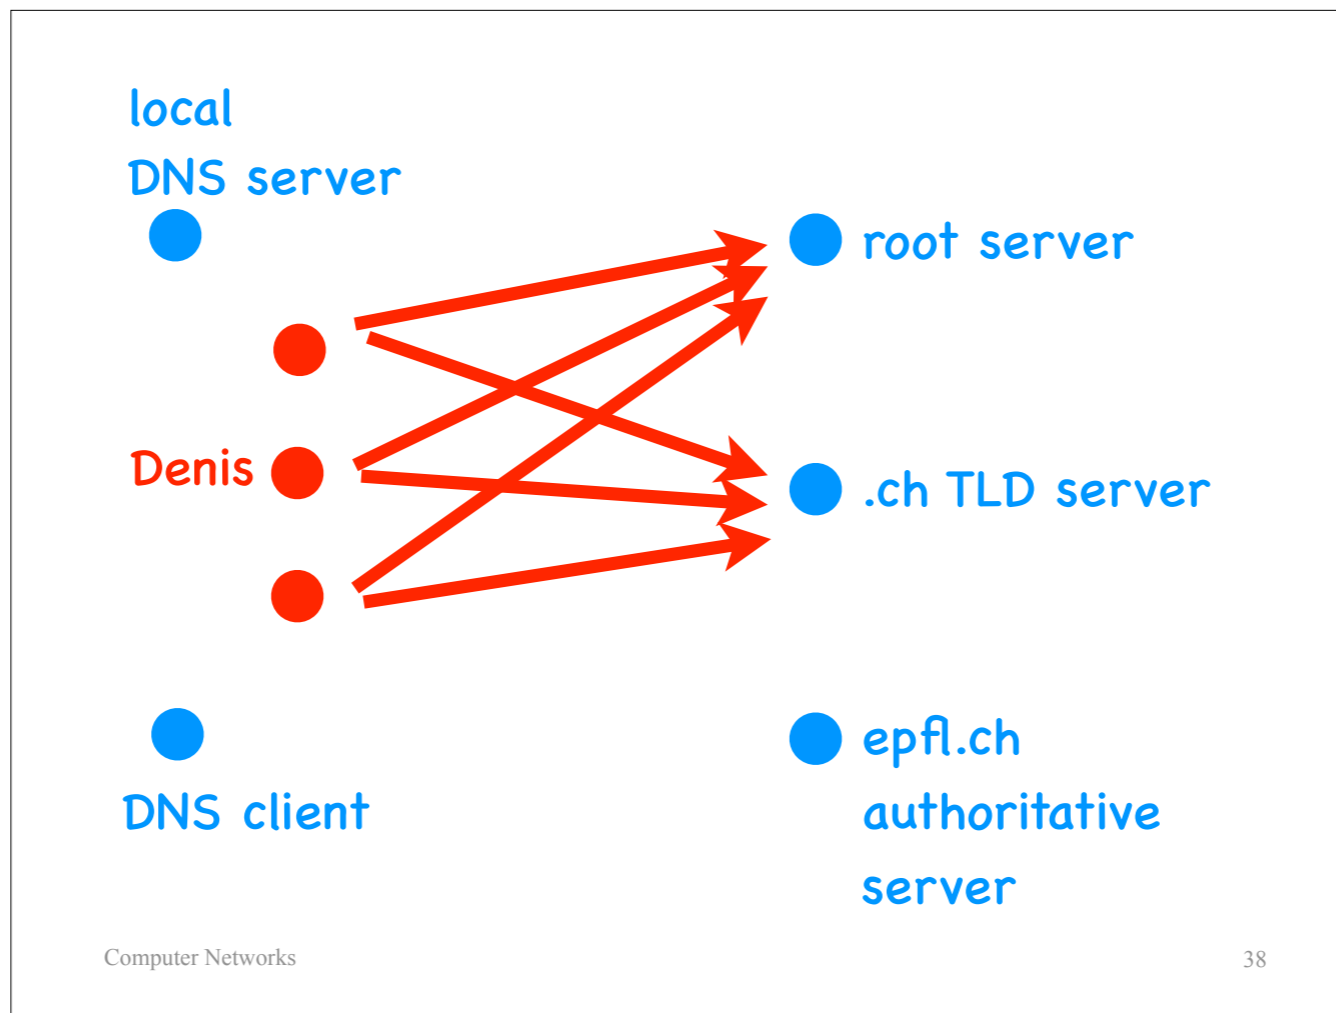 local
DNS server
root server
Denis
.ch TLD server
DNS client
epfl.ch
authoritative
server
Computer Networks
38